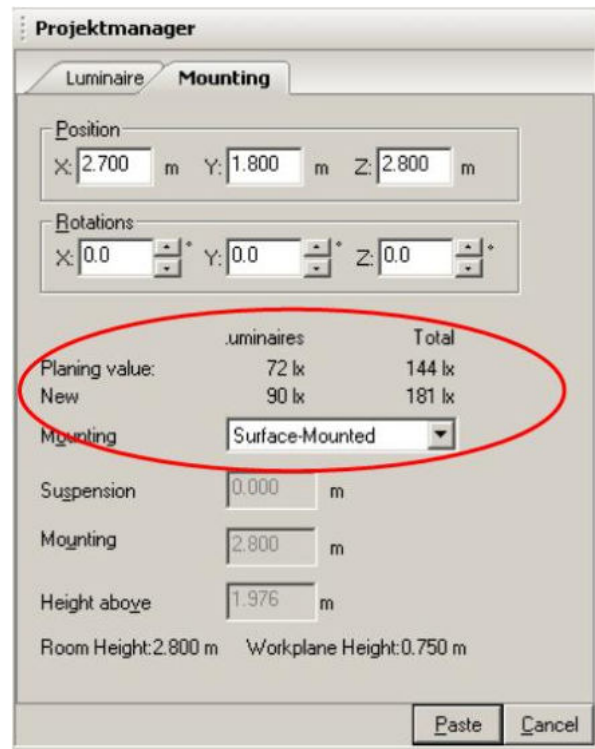 Projektmanager
Luminaire Mounting
Position
X: 2.700 m Y: 1.800 m Z: 2.800 m
Rotations
X: 0.0 ° Y: 0.0 ° Z: 0.0 °
.uminaires Total
Planing value: 72 lx 144 lx
New 90 lx 181 lx
Mounting Surface-Mounted
Suspension 0.000 m
Mounting 2.800 m
Height above 1.976 m
Room Height:2.800 m Workplane Height:0.750 m
Paste Cancel